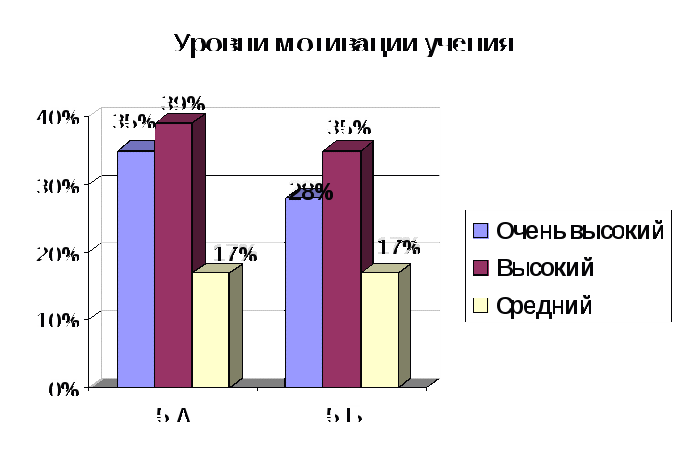 Уровни мотивации учения
40%
30%
20%
10%
0%
35%
39%
17%
28%
35%
17%
5 А
5 Б
Очень высокий
Высокий
Средний